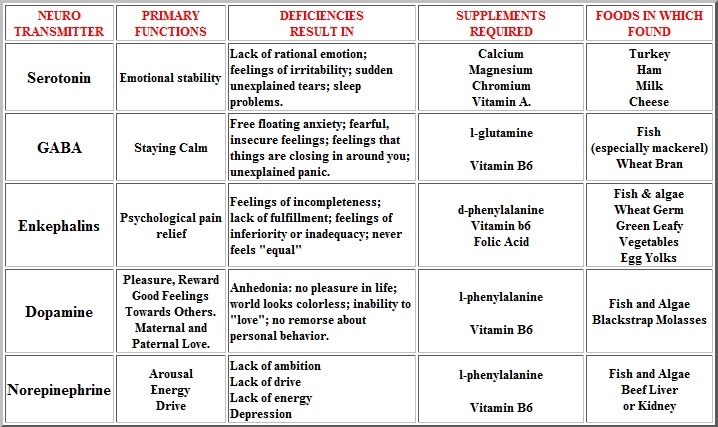 NEURO
TRANSMITTER
PRIMARY
FUNCTIONS
DEFICIENCIES
RESULT IN
SUPPLEMENTS
REQUIRED
FOODS IN WHICH
FOUND
Serotonin
Emotional stability
Lack of rational emotion;
feelings of irritability; sudden
unexplained tears; sleep
problems.
Calcium
Magnesium
Chromium
Vitamin A.
Turkey
Ham
Milk
Cheese
GABA
Staying Calm
Free floating anxiety; fearful,
insecure feelings; feelings that
things are closing in around you;
unexplained panic.
l-glutamine
Vitamin B6
Fish
(especially mackerel)
Wheat Bran
Enkephalins
Psychological pain
relief
Feelings of incompleteness;
lack of fulfillment; feelings of
inferiority or inadequacy; never
feels "equal"
d-phenylalanine
Vitamin b6
Folic Acid
Fish & algae
Wheat Germ
Green Leafy
Vegetables
Egg Yolks
Dopamine
Pleasure, Reward
Good Feelings
Towards Others.
Maternal and
Paternal Love.
Anhedonia: no pleasure in life;
world looks colorless; inability to
"love"; no remorse about
personal behavior.
l-phenylalanine
Vitamin B6
Fish and Algae
Blackstrap Molasses
Norepinephrine
Arousal
Energy
Drive
Lack of ambition
Lack of drive
Lack of energy
Depression
l-phenylalanine
Vitamin B6
Fish and Algae
Beef Liver
or Kidney